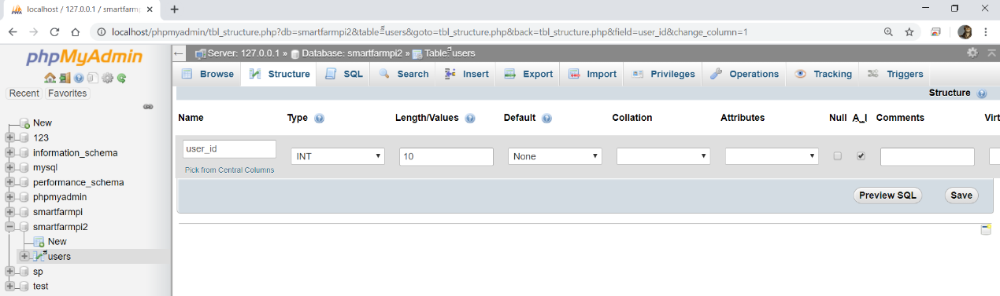 localhost / 127.0.0.1 / smartfarmp
localhost/phpmyadmin/tbl_structure.php?db=smartfarmpi2&table=users&goto=tbl_structure.php&back=tbl_structure.php&field=user_id&change_column=1
phpMyAdmin
Recent Favorites
New
123
information_schema
mysql
performance_schema
phpmyadmin
smartfarmpi
smartfarmpi2
New
users
sp
test
Server: 127.0.0.1 » Database: smartfarmpi2 » Table: users
Browse Structure SQL Search Insert Export Import Privileges Operations Tracking Triggers
Structure
Name Type Length/Values Default Collation Attributes Null A_I Comments Virt
user_id INT 10 None
Pick from Central Columns
Preview SQL Save